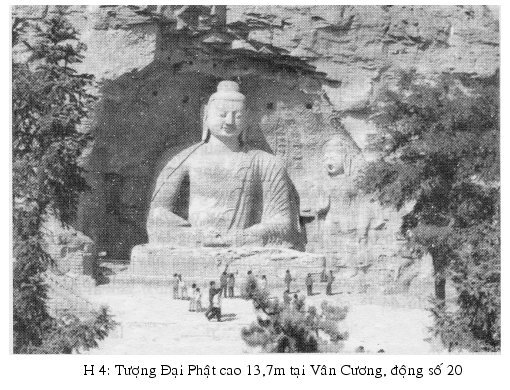 H 4: Tượng Đại Phật cao 13,7m tại Vân Cương, động số 20